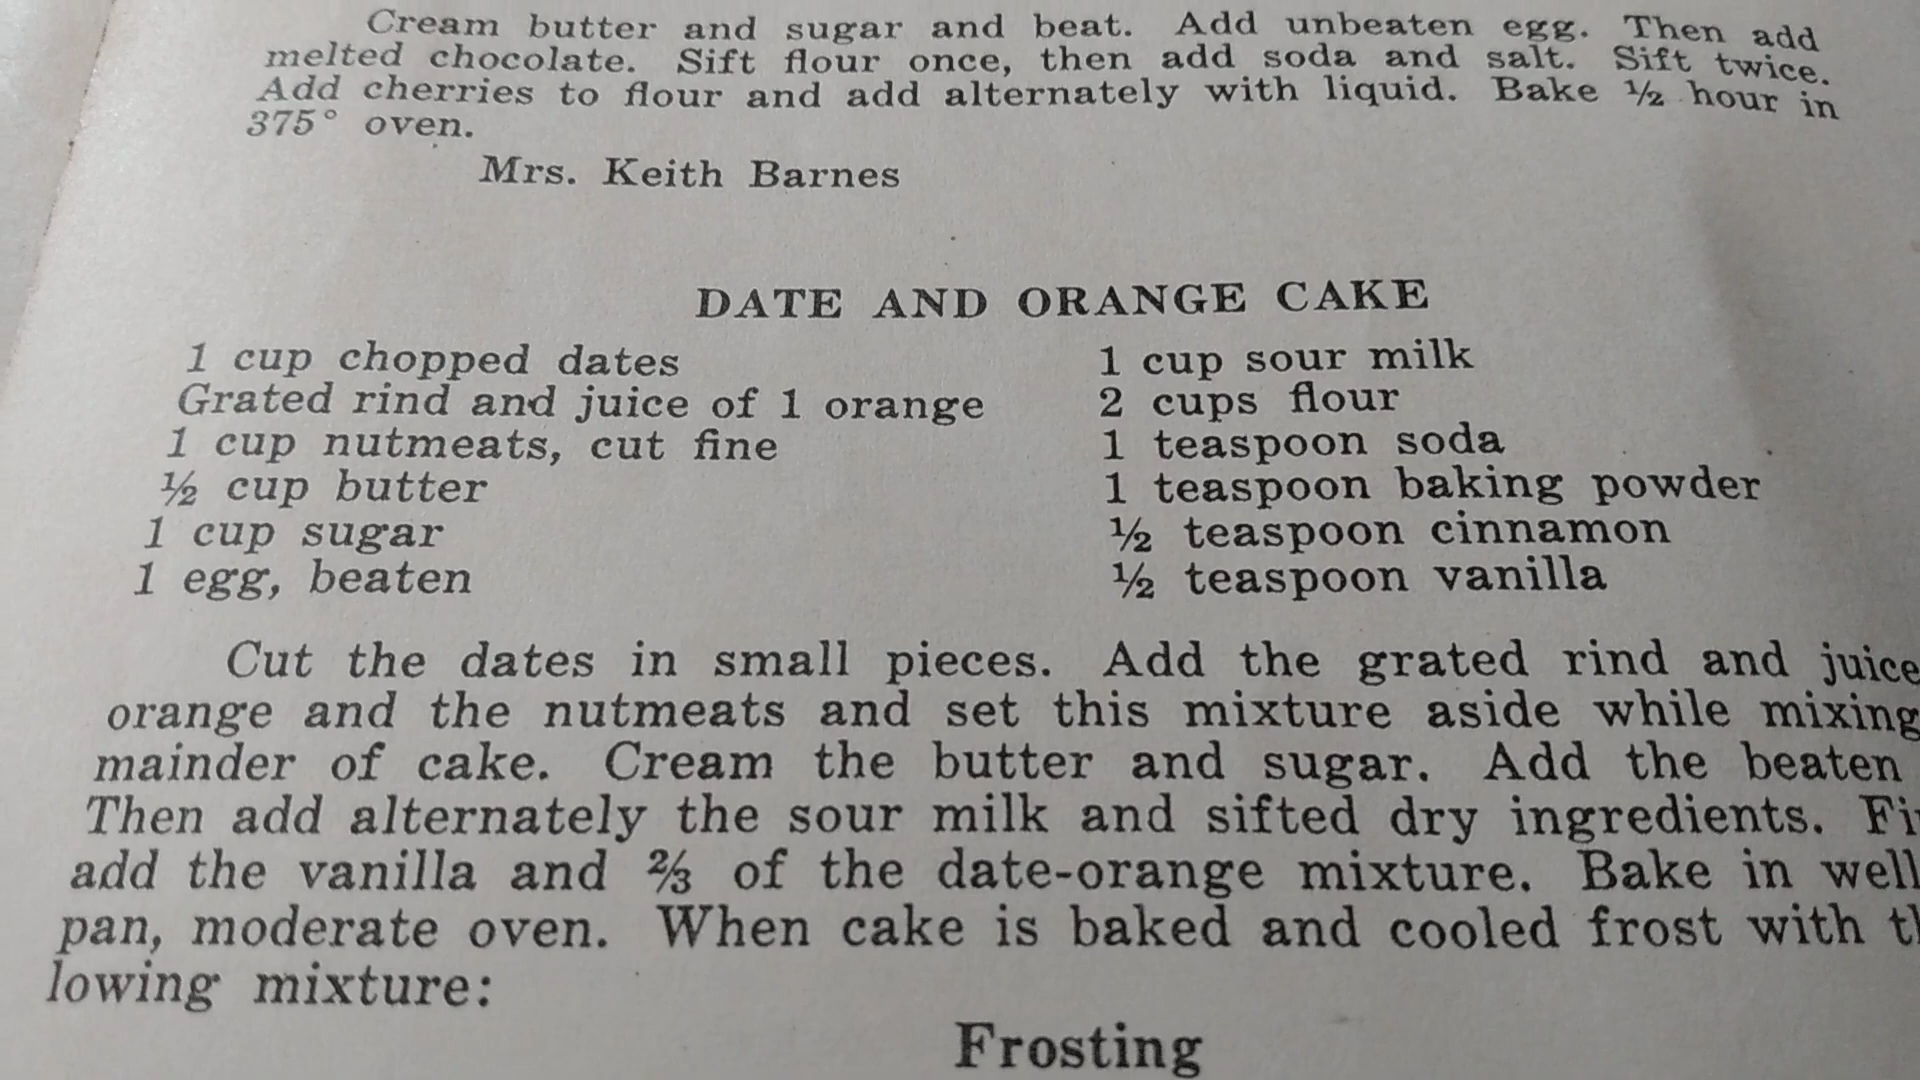 Cream butter and sugar and beat. Add unbeaten egg. Then add
melted chocolate. Sift flour once, then add soda and salt. Sift twice.
Add cherries to flour and add alternately with liquid. Bake ½ hour in
375° oven.
Mrs. Keith Barnes
DATE AND ORANGE CAKE
1 cup chopped dates
Grated rind and juice of 1 orange
1 cup nutmeats, cut fine
½ cup butter
1 cup sugar
1 egg, beaten
1 cup sour milk
2 cups flour
1 teaspoon soda
1 teaspoon baking powder
½ teaspoon cinnamon
½ teaspoon vanilla
Cut the dates in small pieces. Add the grated rind and juice
orange and the nutmeats and set this mixture aside while mixing
mainder of cake. Cream the butter and sugar. Add the beaten
Then add alternately the sour milk and sifted dry ingredients.
add the vanilla and ⅔ of the date-orange mixture. Bake in well
pan, moderate oven. When cake is baked and cooled frost with
lowing mixture:
Frosting